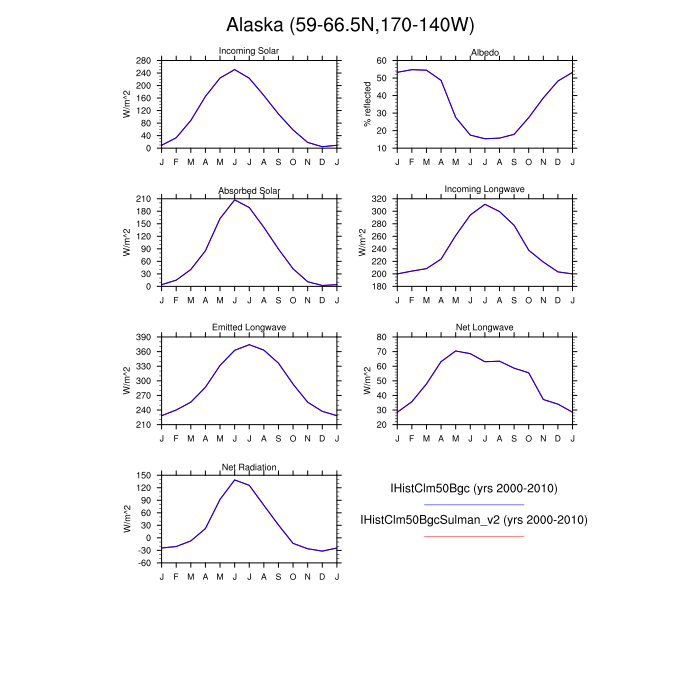 Alaska (59-66.5N,170-140W)
Incoming Solar
W/m^2
280
240
200
160
120
80
40
0
J F M A M J J A S O N D J
Albedo
% reflected
60
50
40
30
20
10
J F M A M J J A S O N D J
Absorbed Solar
W/m^2
210
180
150
120
90
60
30
0
J F M A M J J A S O N D J
Incoming Longwave
W/m^2
320
300
280
260
240
220
200
180
J F M A M J J A S O N D J
Emitted Longwave
W/m^2
390
360
330
300
270
240
210
J F M A M J J A S O N D J
Net Longwave
W/m^2
80
70
60
50
40
30
20
J F M A M J J A S O N D J
Net Radiation
W/m^2
150
120
90
60
30
0
-30
-60
J F M A M J J A S O N D J
IHistClm50Bgc (yrs 2000-2010)
IHistClm50BgcSulman_v2 (yrs 2000-2010)